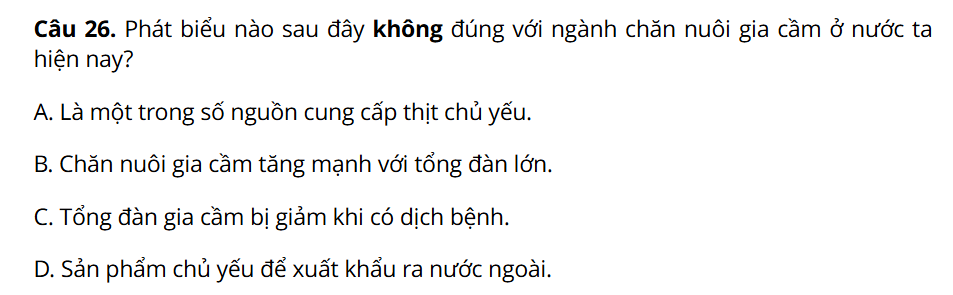 Câu 26. Phát biểu nào sau đây không đúng với ngành chăn nuôi gia cầm ở nước ta
hiện nay?
A. Là một trong số nguồn cung cấp thịt chủ yếu.
B. Chăn nuôi gia cầm tăng mạnh với tổng đàn lớn.
C. Tổng đàn gia cầm bị giảm khi có dịch bệnh.
D. Sản phẩm chủ yếu để xuất khẩu ra nước ngoài.